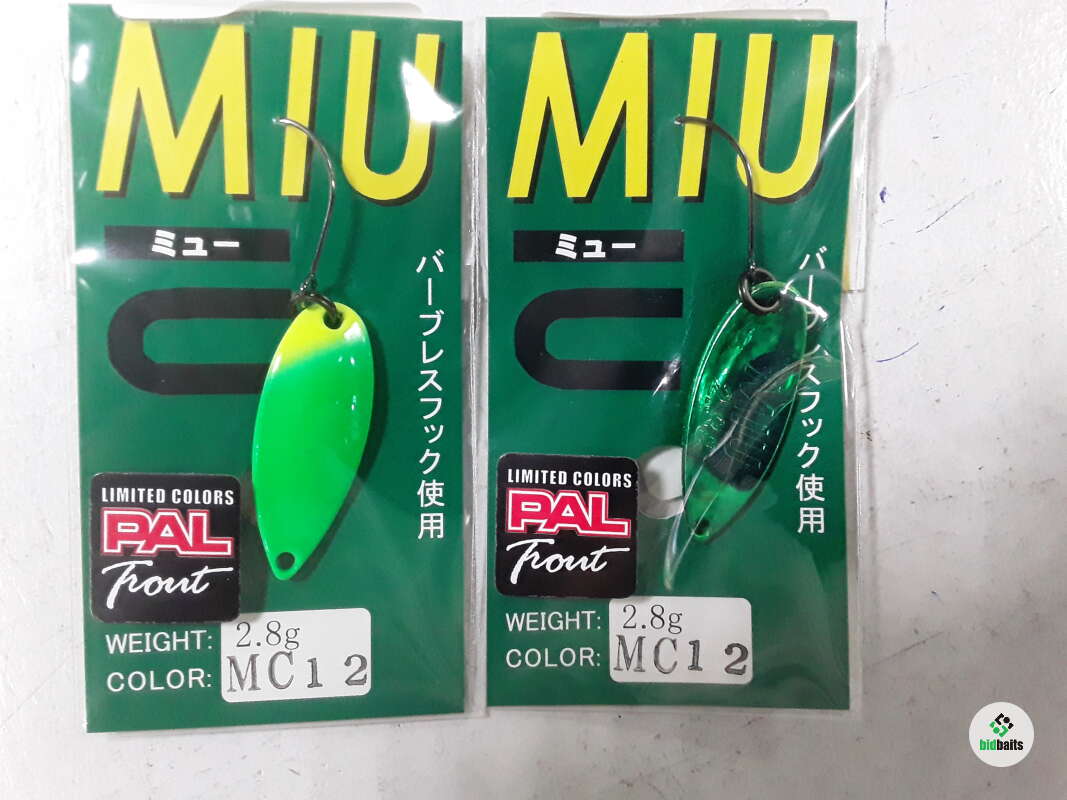 MIU
ミュー
バーブレスフック使用
LIMITED COLORS
PAL
Trout
WEIGHT: 2.8g
COLOR: MC12
MIU
ミュー
スフック使用
LIMITED COLORS
PAL
Trout
WEIGHT: 2.8g
COLOR: MC12
bidbaits